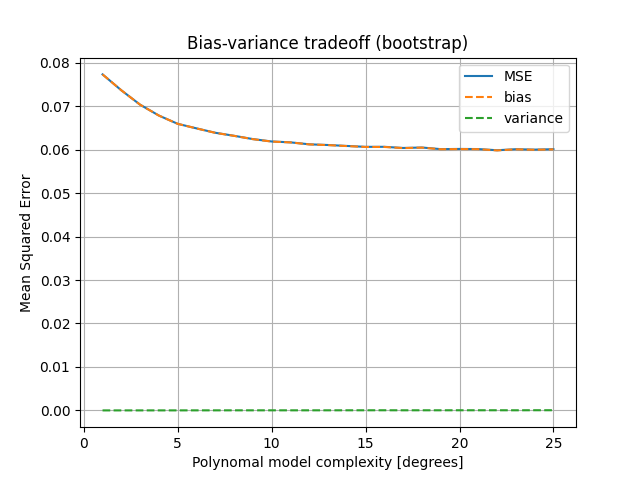 Bias-variance tradeoff (bootstrap)
0.08
0.07
0.06
0.05
0.04
0.03
0.02
0.01
0.00
Mean Squared Error
MSE
bias
variance
0 5 10 15 20 25
Polynomal model complexity [degrees]